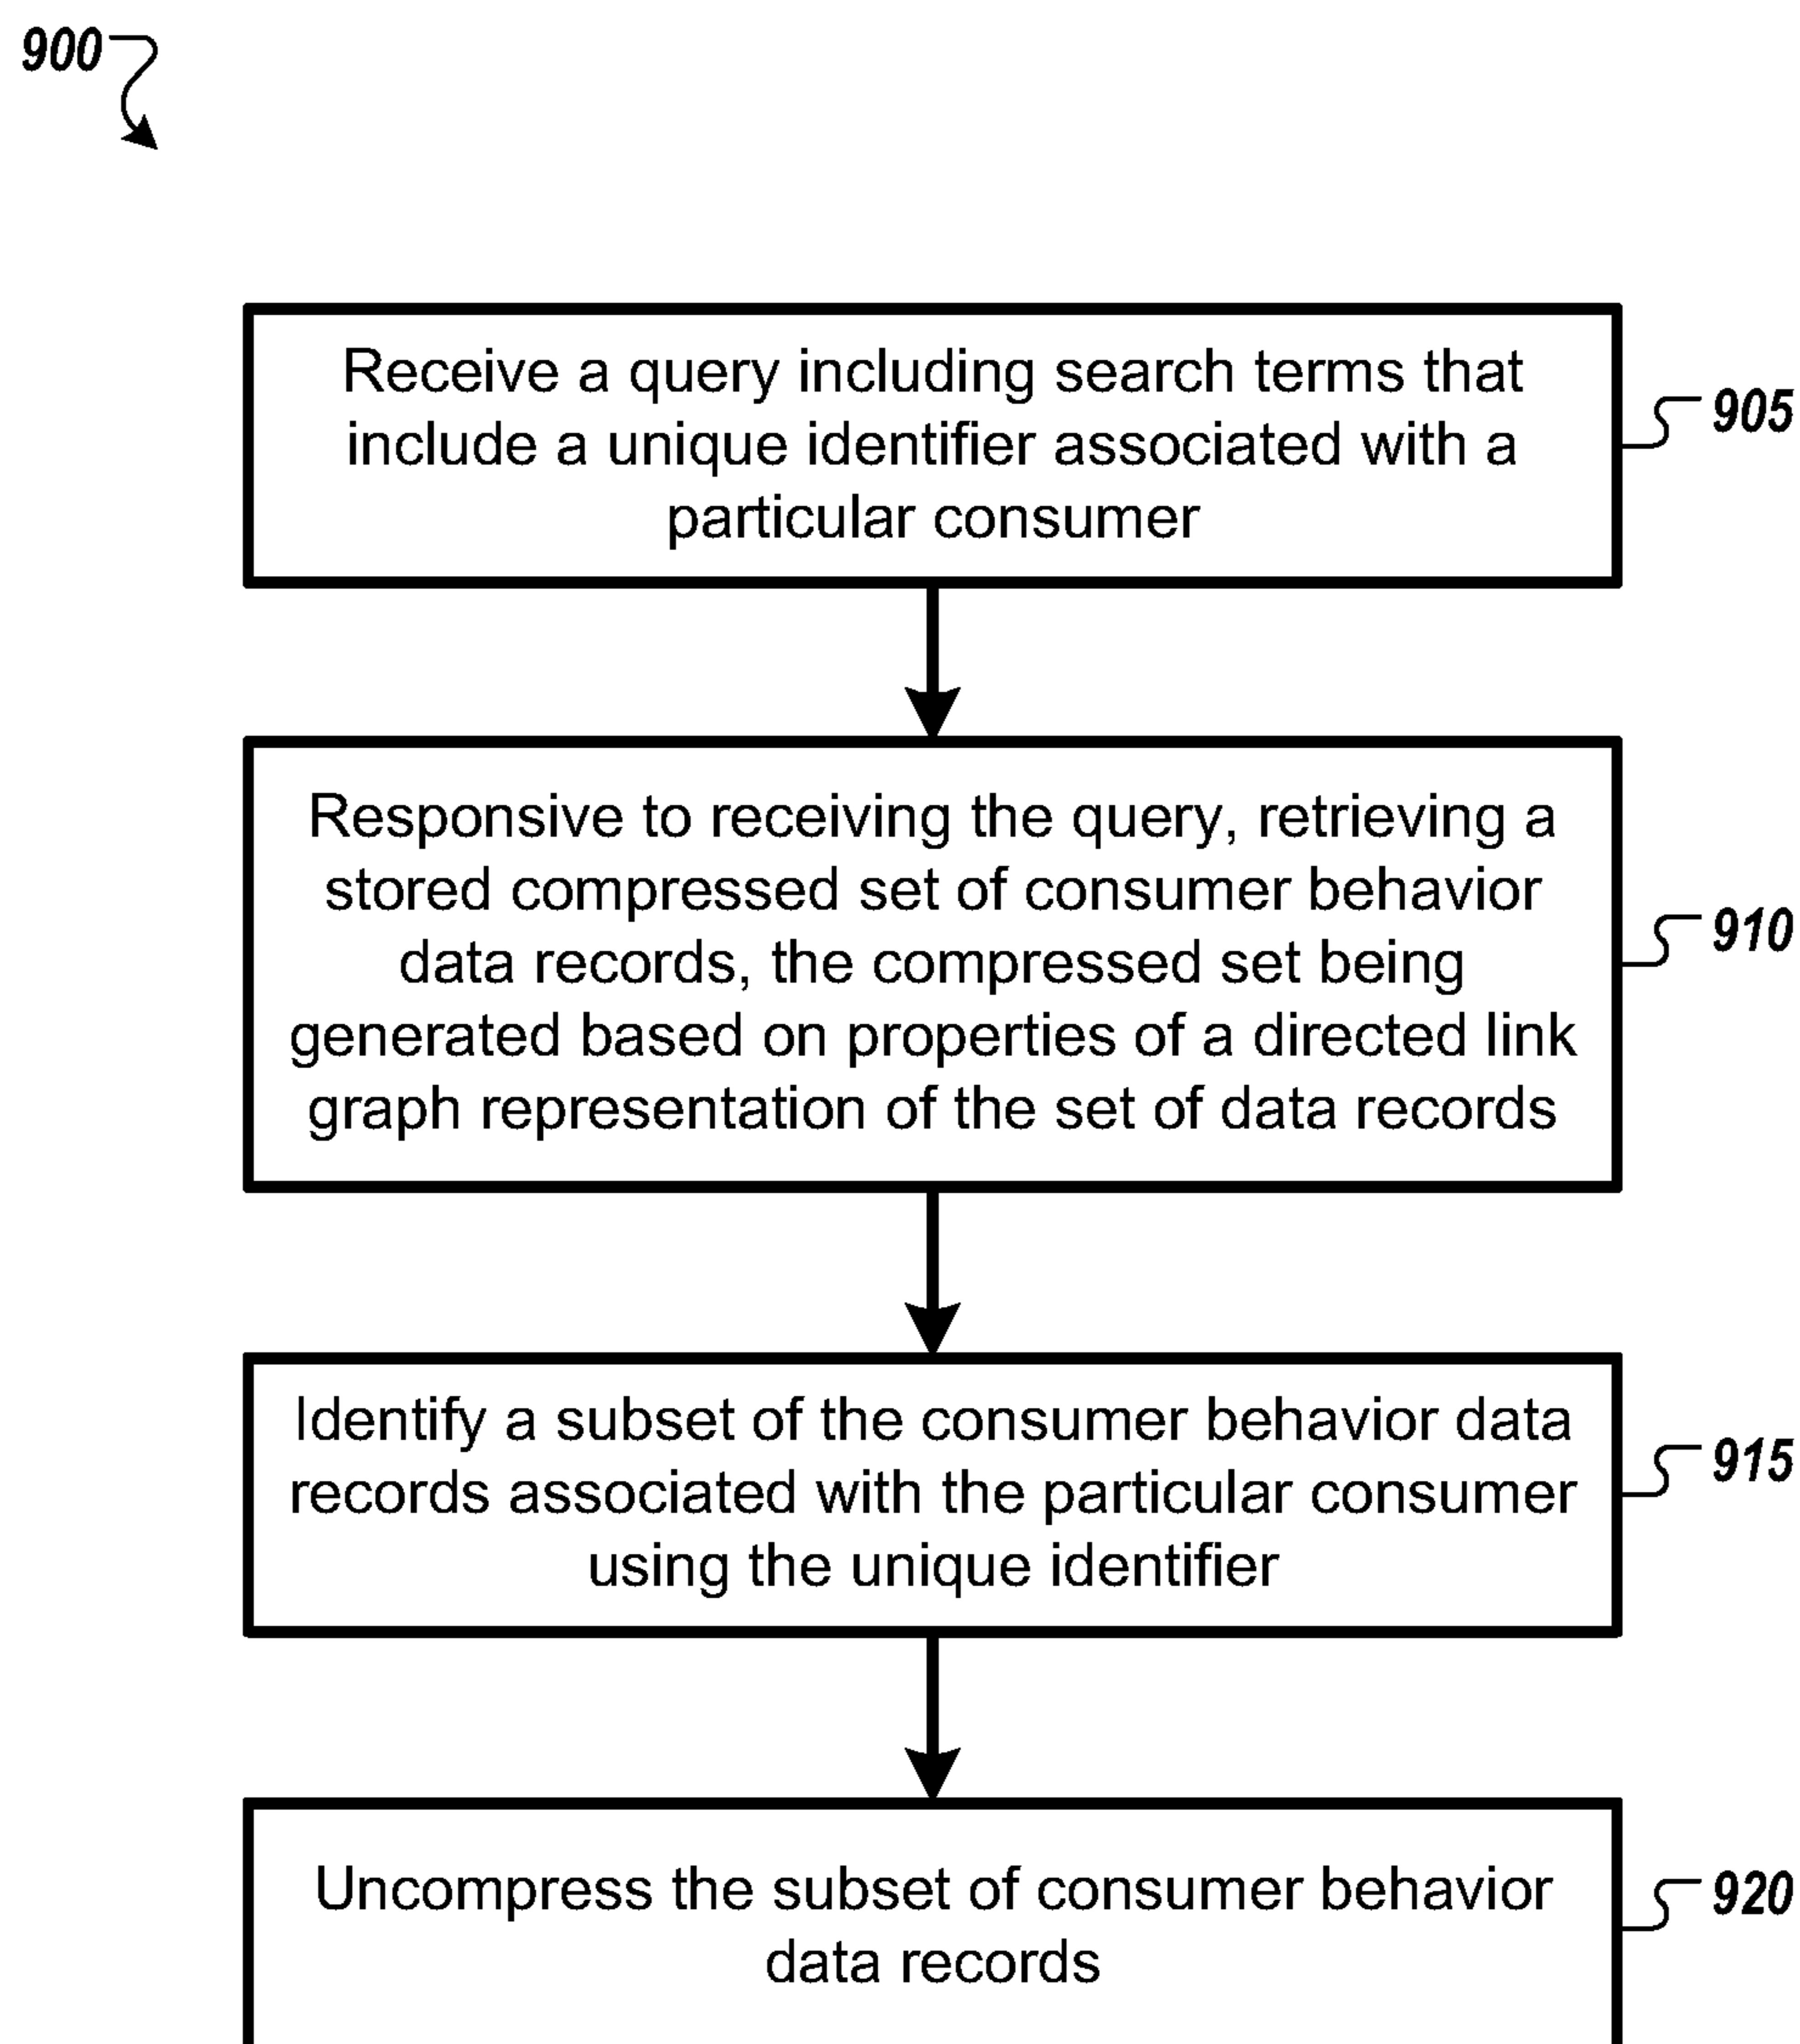 900
Receive a query including search terms that
include a unique identifier associated with a
particular consumer
905
Responsive to receiving the query, retrieving a
stored compressed set of consumer behavior
data records, the compressed set being
generated based on properties of a directed link
graph representation of the set of data records
910
Identify a subset of the consumer behavior data
records associated with the particular consumer
using the unique identifier
915
Uncompress the subset of consumer behavior
data records
920